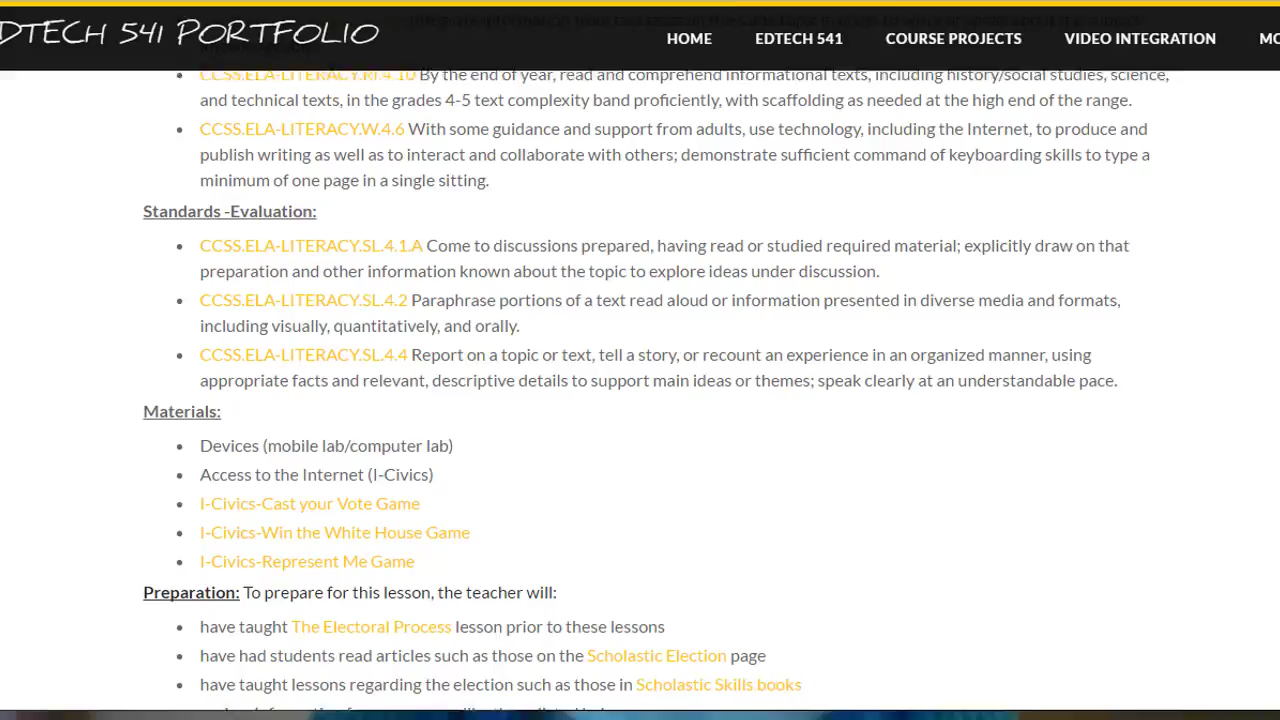 DTECH 541 PORTFOLIO
HOME EDTECH 541 COURSE PROJECTS VIDEO INTEGRATION MO
CCSS.ELA-LITERACY.RI.4.10 By the end of year, read and comprehend informational texts, including history/social studies, science,
and technical texts, in the grades 4-5 text complexity band proficiently, with scaffolding as needed at the high end of the range.
CCSS.ELA-LITERACY.W.4.6 With some guidance and support from adults, use technology, including the Internet, to produce and
publish writing as well as to interact and collaborate with others; demonstrate sufficient command of keyboarding skills to type a
minimum of one page in a single sitting.
Standards -Evaluation:
CCSS.ELA-LITERACY.SL.4.1.A Come to discussions prepared, having read or studied required material; explicitly draw on that
preparation and other information known about the topic to explore ideas under discussion.
CCSS.ELA-LITERACY.SL.4.2 Paraphrase portions of a text read aloud or information presented in diverse media and formats,
including visually, quantitatively, and orally.
CCSS.ELA-LITERACY.SL.4.4 Report on a topic or text, tell a story, or recount an experience in an organized manner, using
appropriate facts and relevant, descriptive details to support main ideas or themes; speak clearly at an understandable pace.
Materials:
Devices (mobile lab/computer lab)
Access to the Internet (I-Civics)
I-Civics-Cast your Vote Game
I-Civics-Win the White House Game
I-Civics-Represent Me Game
Preparation: To prepare for this lesson, the teacher will:
have taught The Electoral Process lesson prior to these lessons
have had students read articles such as those on the Scholastic Election page
have taught lessons regarding the election such as those in Scholastic Skills books